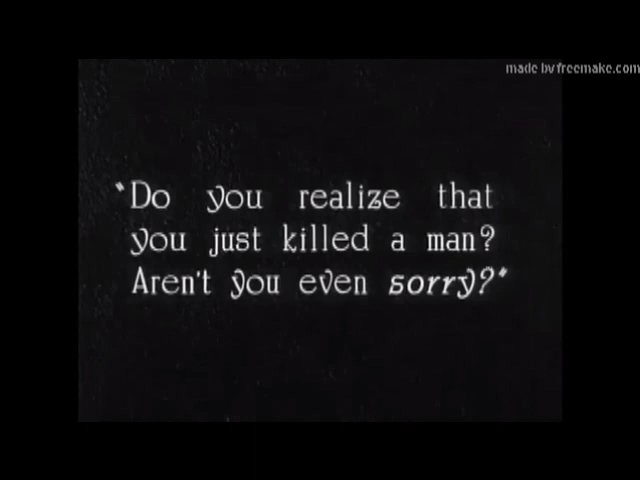 made by freemake.com
"Do you realize that
you just killed a man?
Aren't you even sorry?"